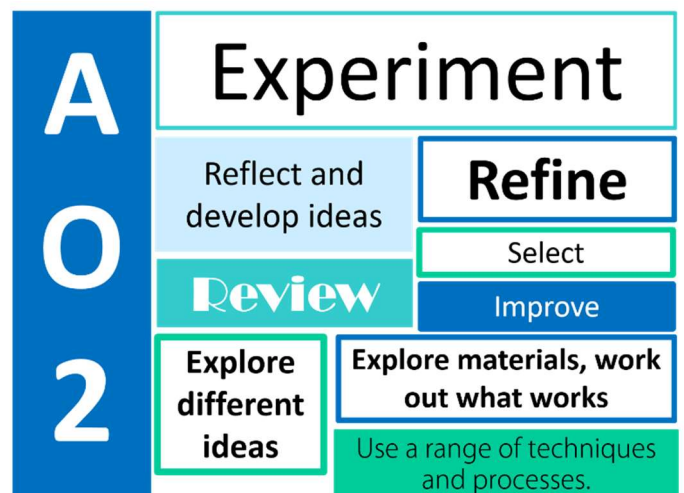 A
O
2
Experiment
Reflect and
develop ideas
Refine
Select
Review
Improve
Explore
different
ideas
Explore materials, work
out what works
Use a range of techniques
and processes.